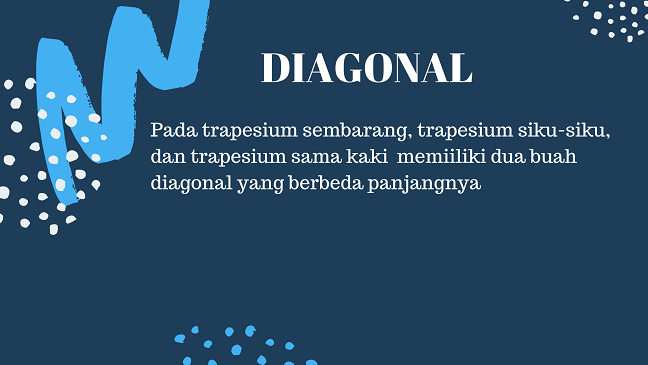 DIAGONAL
Pada trapesium sembarang, trapesium siku-siku,
dan trapesium sama kaki  memiiliki dua buah
diagonal yang berbeda panjangnya